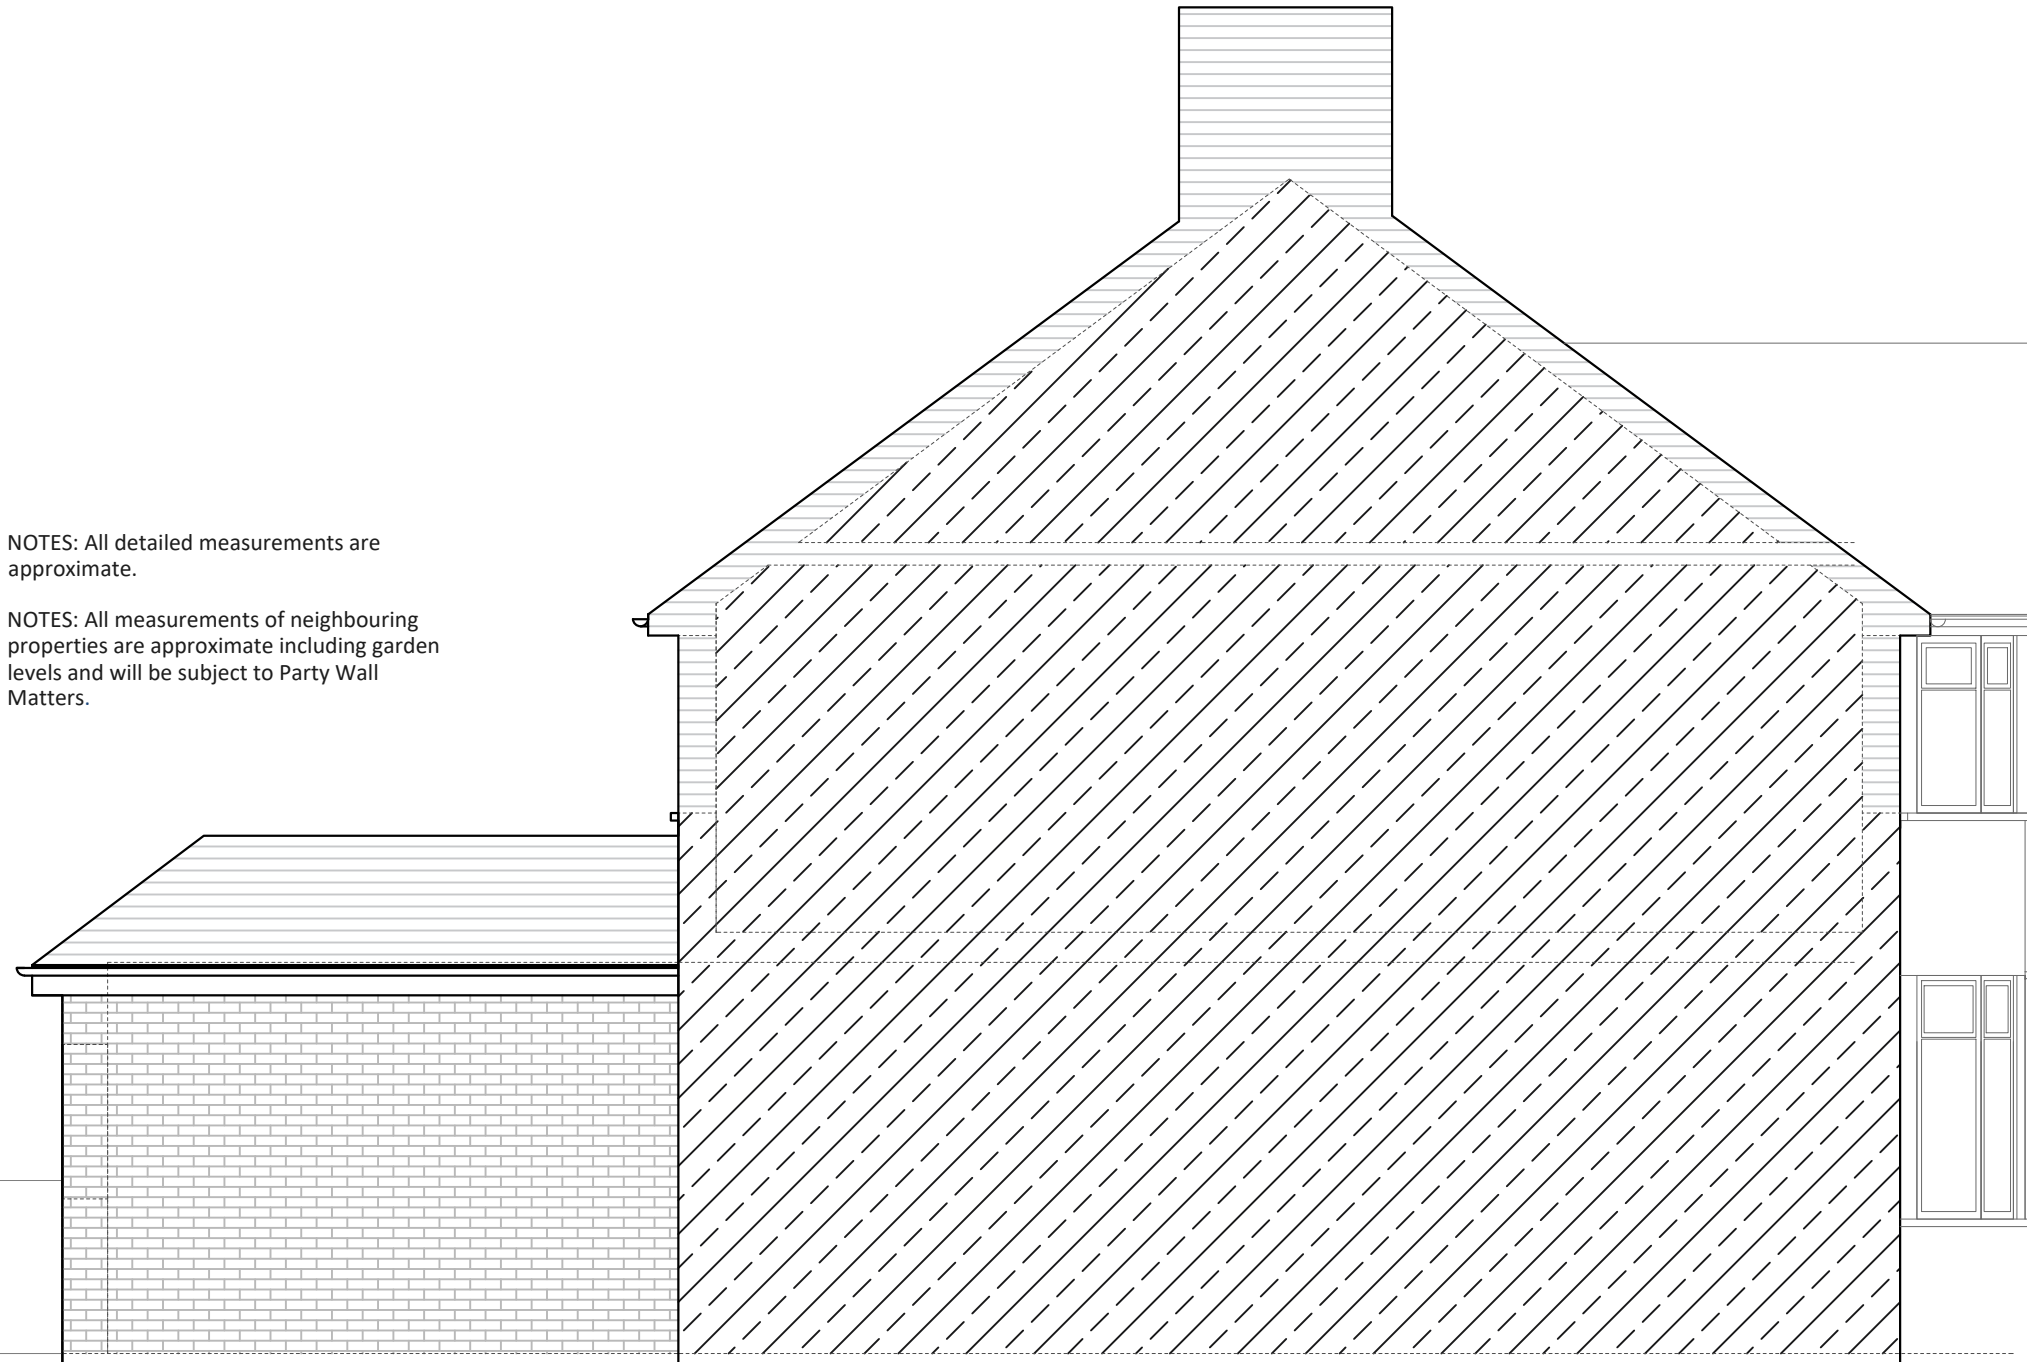 NOTES: All detailed measurements are
approximate.
NOTES: All measurements of neighbouring
properties are approximate including garden
levels and will be subject to Party Wall
Matters.